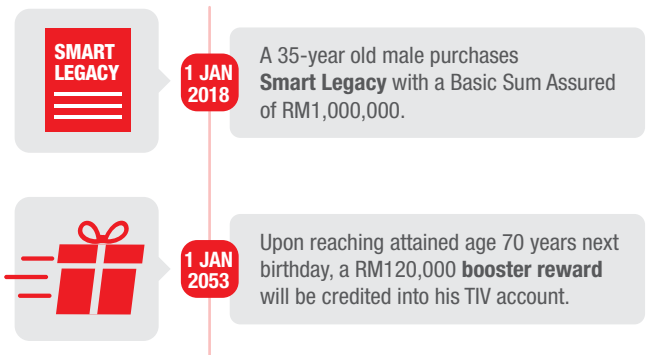 SMART
LEGACY
1 JAN
2018
A 35-year old male purchases
Smart Legacy with a Basic Sum Assured
of RM1,000,000.
1 JAN
2053
Upon reaching attained age 70 years next
birthday, a RM120,000 booster reward
will be credited into his TIV account.